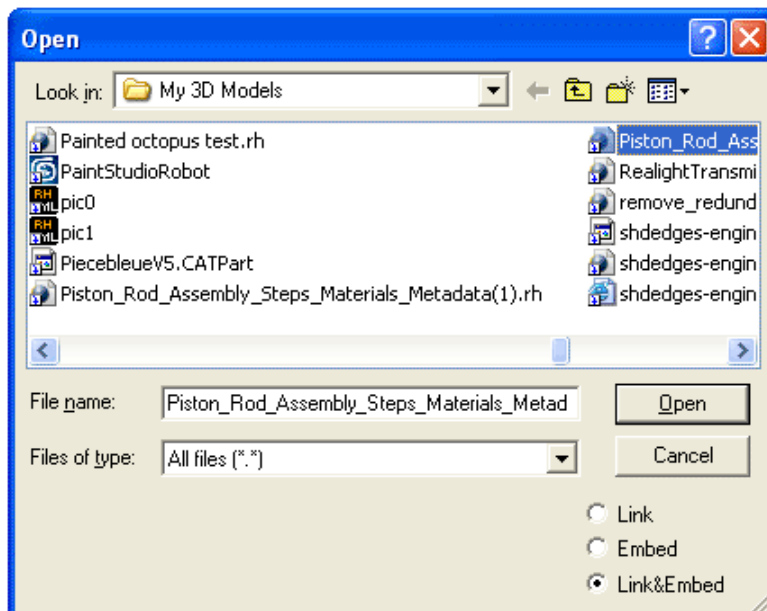 Open
Look in: My 3D Models
Painted octopus test.rh
PaintStudioRobot
pic0
pic1
PiecebleueV5.CATPart
Piston_Rod_Assembly_Steps_Materials_Metadata(1).rh
Piston_Rod_Ass
RealightTransmi
remove_redund
shdedges-engin
shdedges-engin
shdedges-engin
File name: Piston_Rod_Assembly_Steps_Materials_Metad Open
Files of type: All files (*.*) Cancel
Link
Embed
Link&Embed